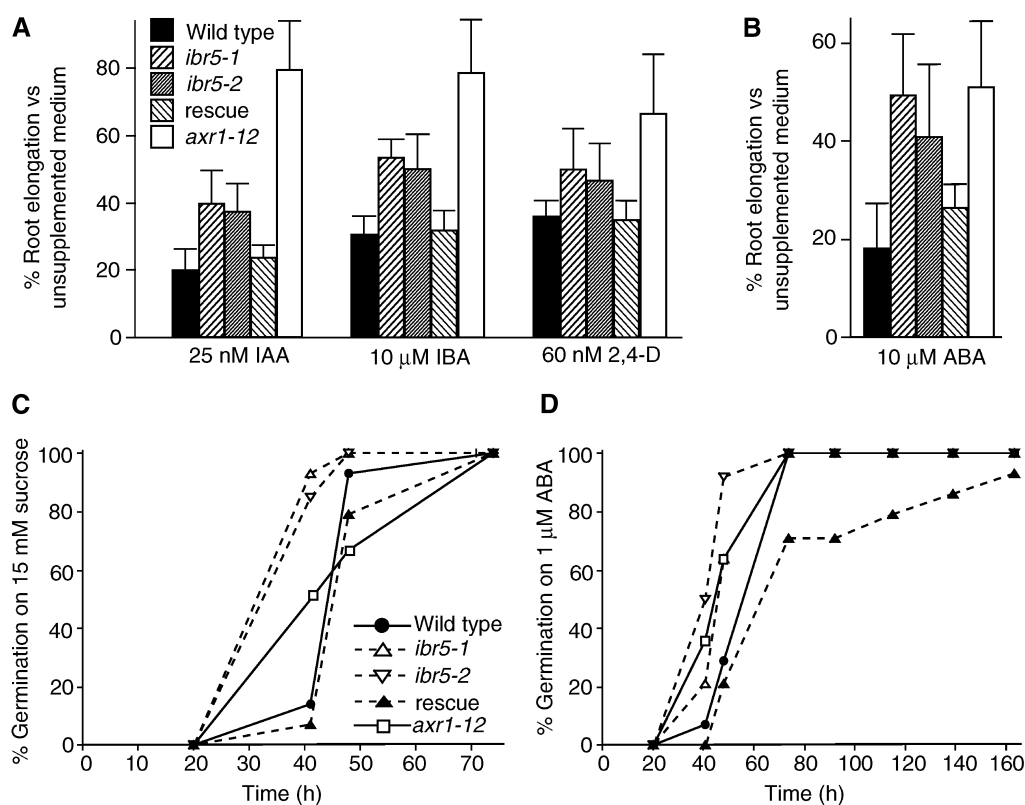 A
% Root elongation vs
unsupplemented medium
80
60
40
20
0
Wild type
ibr5-1
ibr5-2
rescue
axr1-12
25 nM IAA
10 μM IBA
60 nM 2,4-D
B
% Root elongation vs
unsupplemented medium
60
40
20
0
10 μM ABA
C
% Germination on 15 mM sucrose
100
80
60
40
20
0
Wild type
ibr5-1
ibr5-2
rescue
axr1-12
0 10 20 30 40 50 60 70
Time (h)
D
% Germination on 1 μM ABA
100
80
60
40
20
0
0 20 40 60 80 100 120 140 160
Time (h)